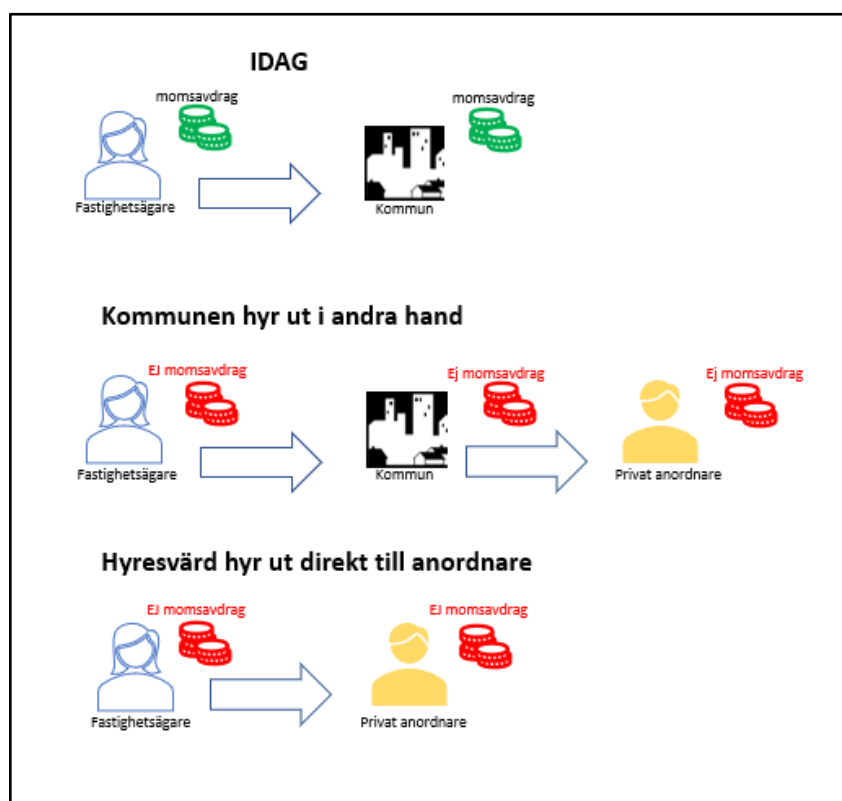 IDAG
momsavdrag
momsavdrag
Fastighetsägare
Kommun
Kommunen hyr ut i andra hand
EJ momsavdrag
Ej momsavdrag
Ej momsavdrag
Fastighetsägare
Kommun
Privat anordnare
Hyresvärd hyr ut direkt till anordnare
EJ momsavdrag
EJ momsavdrag
Fastighetsägare
Privat anordnare